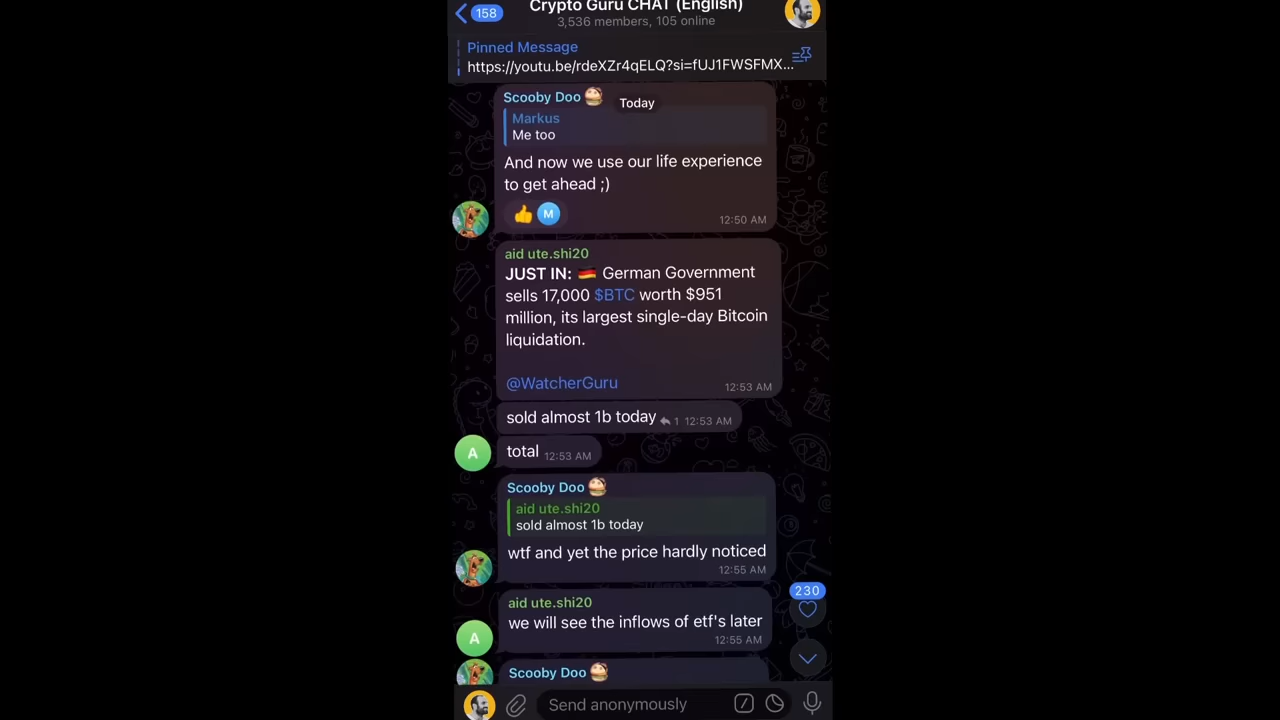 158
Crypto Guru CHAT (English)
3,536 members, 105 online
Pinned Message
https://youtu.be/rdeXZr4qELQ?si=fUJ1FWSFMX...
Scooby Doo
Today
Markus
Me too
And now we use our life experience
to get ahead ;)
M
12:50 AM
aid ute.shi20
JUST IN: 🇩🇪 German Government
sells 17,000 $BTC worth $951
million, its largest single-day Bitcoin
liquidation.
@WatcherGuru
12:53 AM
sold almost 1b today 1 12:53 AM
A
total 12:53 AM
Scooby Doo
aid ute.shi20
sold almost 1b today
wtf and yet the price hardly noticed
12:55 AM
230
aid ute.shi20
we will see the inflows of etf's later
12:55 AM
A
Scooby Doo
Send anonymously